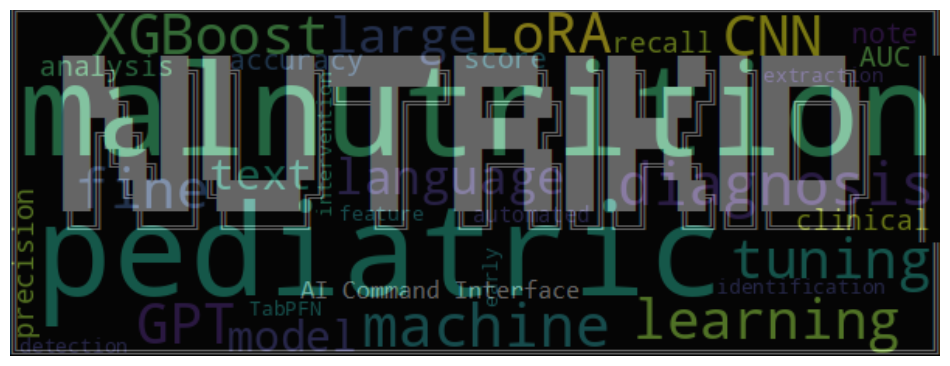 XGBoost large LoRA recall CNN note
analysis accuracy score AUC
extraction
malnutrition
NUTRIKID
intervention
fine text language diagnosis
feature automated clinical
precision
pediatric
early
tuning
AI Command Interface
identification
GPT TabPFN model machine learning
detection